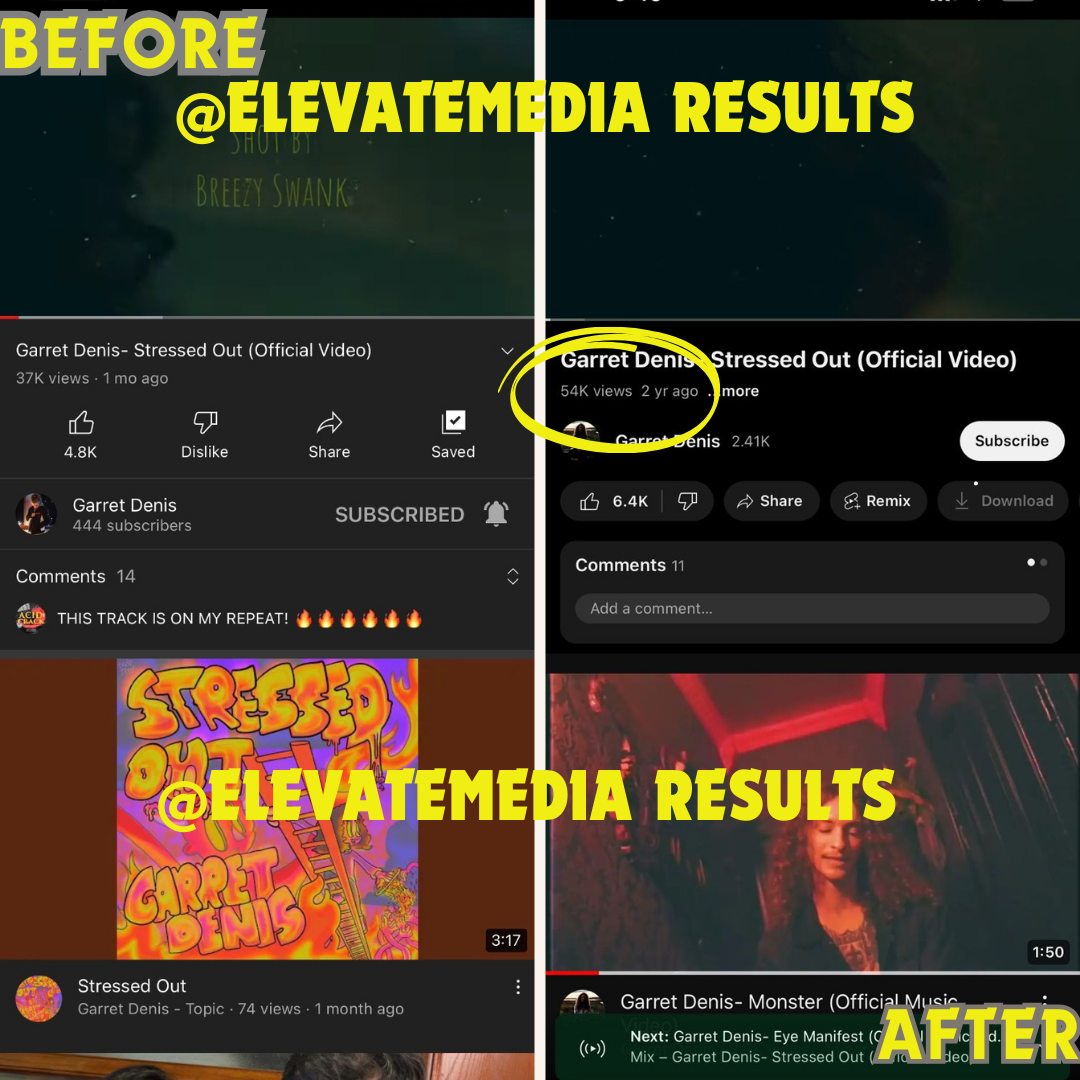 BEFORE
@ELEVATEMEDIA RESULTS
SHOT BY
BREEZY SWANK
Garret Denis- Stressed Out (Official Video)
37K views · 1 mo ago
4.8K
Dislike
Share
Saved
Garret Denis
444 subscribers
SUBSCRIBED
Comments 14
ACID CRACK
THIS TRACK IS ON MY REPEAT! 🔥🔥🔥🔥🔥🔥
STRESSED
OUT
GARRET
DENIS
3:17
Stressed Out
Garret Denis - Topic · 74 views · 1 month ago
Garret Denis- Stressed Out (Official Video)
54K views 2 yr ago ...more
Garret Denis 2.41K
Subscribe
6.4K
Share
Remix
Download
Comments 11
Add a comment...
@ELEVATEMEDIA RESULTS
1:50
Garret Denis- Monster (Official Music
Video)
Next: Garret Denis- Eye Manifest
Mix – Garret Denis- Stressed Out
AFTER